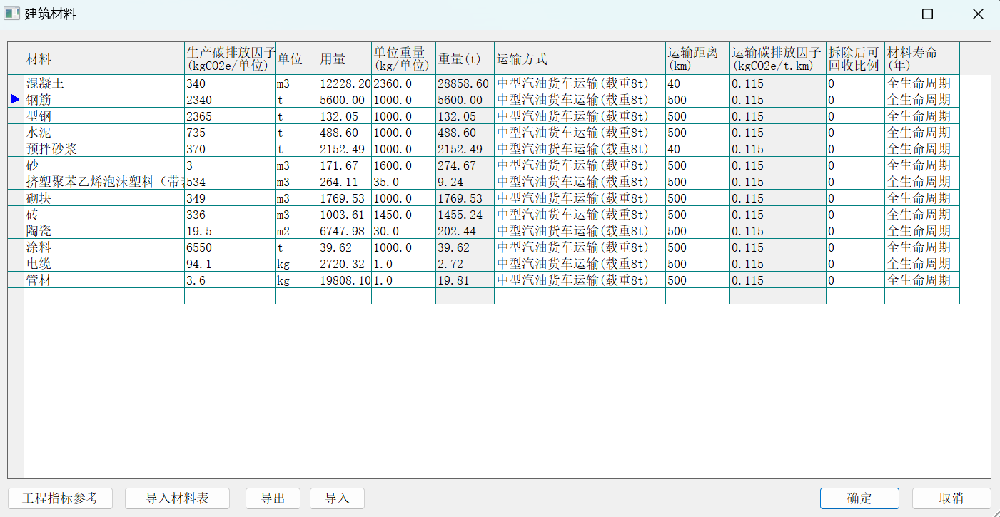 建筑材料
材料 生产碳排放因子(kgCO2e/单位) 单位 用量 单位重量(kg/单位) 重量(t) 运输方式 运输距离(km) 运输碳排放因子(kgCO2e/t.km) 拆除后可回收比例 材料寿命(年)
混凝土 340 m3 12228.20 2360.0 28858.60 中型汽油货车运输(载重8t) 40 0.115 0 全生命周期
钢筋 2340 t 5600.00 1000.0 5600.00 中型汽油货车运输(载重8t) 500 0.115 0 全生命周期
型钢 2365 t 132.05 1000.0 132.05 中型汽油货车运输(载重8t) 500 0.115 0 全生命周期
水泥 735 t 488.60 1000.0 488.60 中型汽油货车运输(载重8t) 500 0.115 0 全生命周期
预拌砂浆 370 t 2152.49 1000.0 2152.49 中型汽油货车运输(载重8t) 40 0.115 0 全生命周期
砂 3 m3 171.67 1600.0 274.67 中型汽油货车运输(载重8t) 500 0.115 0 全生命周期
挤塑聚苯乙烯泡沫塑料（带 534 m3 264.11 35.0 9.24 中型汽油货车运输(载重8t) 500 0.115 0 全生命周期
砌块 349 m3 1769.53 1000.0 1769.53 中型汽油货车运输(载重8t) 500 0.115 0 全生命周期
砖 336 m3 1003.61 1450.0 1455.24 中型汽油货车运输(载重8t) 500 0.115 0 全生命周期
陶瓷 19.5 m2 6747.98 30.0 202.44 中型汽油货车运输(载重8t) 500 0.115 0 全生命周期
涂料 6550 t 39.62 1000.0 39.62 中型汽油货车运输(载重8t) 500 0.115 0 全生命周期
电缆 94.1 kg 2720.32 1.0 2.72 中型汽油货车运输(载重8t) 500 0.115 0 全生命周期
管材 3.6 kg 19808.10 1.0 19.81 中型汽油货车运输(载重8t) 500 0.115 0 全生命周期
工程指标参考 导入材料表 导出 导入 确定 取消